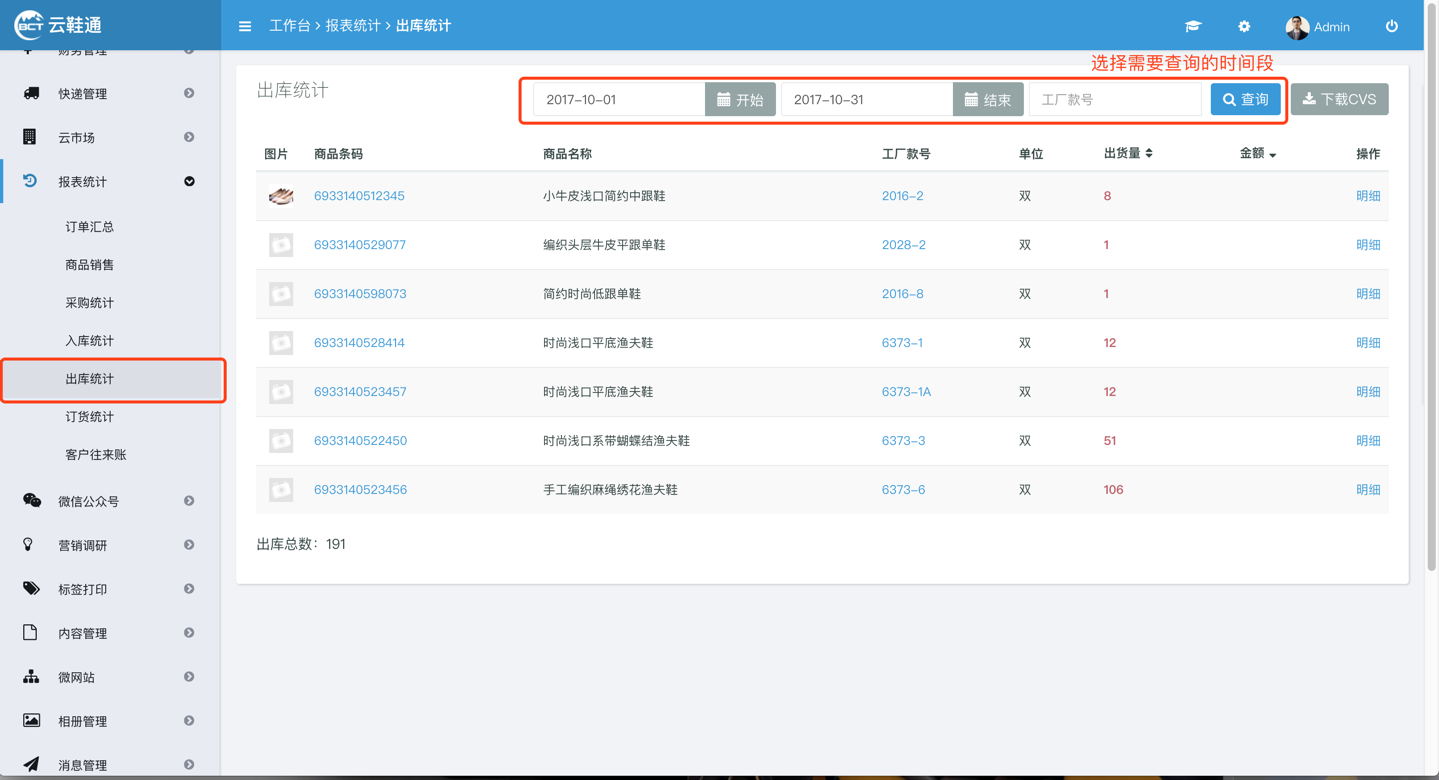 BCT 云鞋通
工作台 > 报表统计 > 出库统计
Admin
财务管理
快递管理
云市场
报表统计
订单汇总
商品销售
采购统计
入库统计
出库统计
订货统计
客户往来账
微信公众号
营销调研
标签打印
内容管理
微网站
相册管理
消息管理
选择需要查询的时间段
出库统计
2017-10-01 开始 2017-10-31 结束 工厂款号 查询 下载CVS
图片 商品条码 商品名称 工厂款号 单位 出货量 金额 操作
6933140512345 小牛皮浅口简约中跟鞋 2016-2 双 8 明细
6933140529077 编织头层牛皮平跟单鞋 2028-2 双 1 明细
6933140598073 简约时尚低跟单鞋 2016-8 双 1 明细
6933140528414 时尚浅口平底渔夫鞋 6373-1 双 12 明细
6933140523457 时尚浅口平底渔夫鞋 6373-1A 双 12 明细
6933140522450 时尚浅口系带蝴蝶结渔夫鞋 6373-3 双 51 明细
6933140523456 手工编织麻绳绣花渔夫鞋 6373-6 双 106 明细
出库总数：191